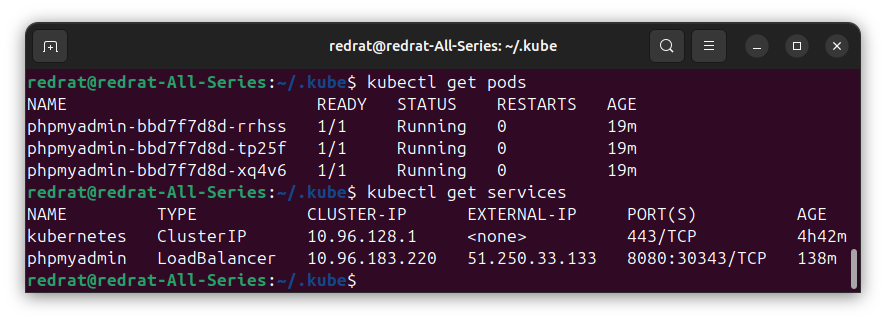 redrat@redrat-All-Series: ~/.kube
redrat@redrat-All-Series:~/.kube$ kubectl get pods
NAME                         READY   STATUS    RESTARTS   AGE
phpmyadmin-bbd7f7d8d-rrhss   1/1     Running   0          19m
phpmyadmin-bbd7f7d8d-tp25f   1/1     Running   0          19m
phpmyadmin-bbd7f7d8d-xq4v6   1/1     Running   0          19m
redrat@redrat-All-Series:~/.kube$ kubectl get services
NAME         TYPE           CLUSTER-IP      EXTERNAL-IP     PORT(S)          AGE
kubernetes   ClusterIP      10.96.128.1     <none>          443/TCP          4h42m
phpmyadmin   LoadBalancer   10.96.183.220   51.250.33.133   8080:30343/TCP   138m
redrat@redrat-All-Series:~/.kube$